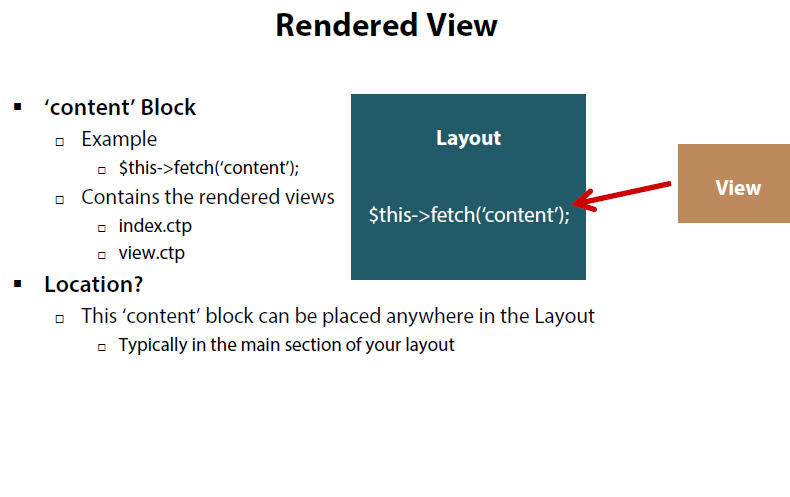 Rendered View
▪ ‘content’ Block
▫ Example
▫ $this->fetch(‘content’);
▫ Contains the rendered views
▫ index.ctp
▫ view.ctp
▪ Location?
▫ This ‘content’ block can be placed anywhere in the Layout
▫ Typically in the main section of your layout
Layout
$this->fetch(‘content’);
View